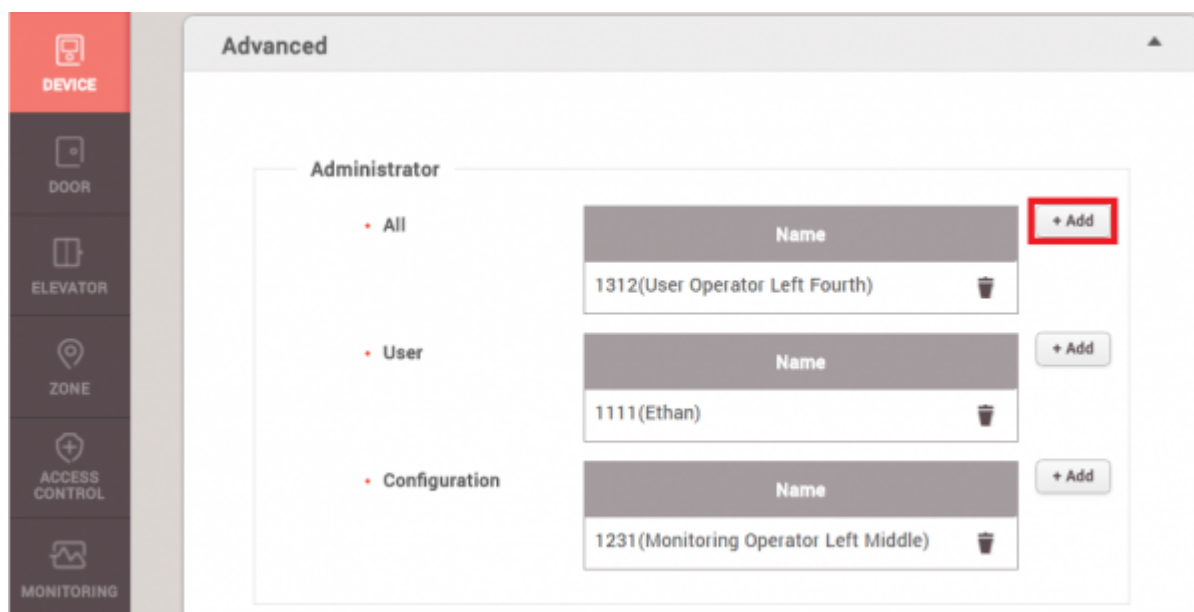 DEVICE
DOOR
ELEVATOR
ZONE
ACCESS
CONTROL
MONITORING
Advanced
Administrator
All
Name
+ Add
1312(User Operator Left Fourth)
User
Name
+ Add
1111(Ethan)
Configuration
Name
+ Add
1231(Monitoring Operator Left Middle)